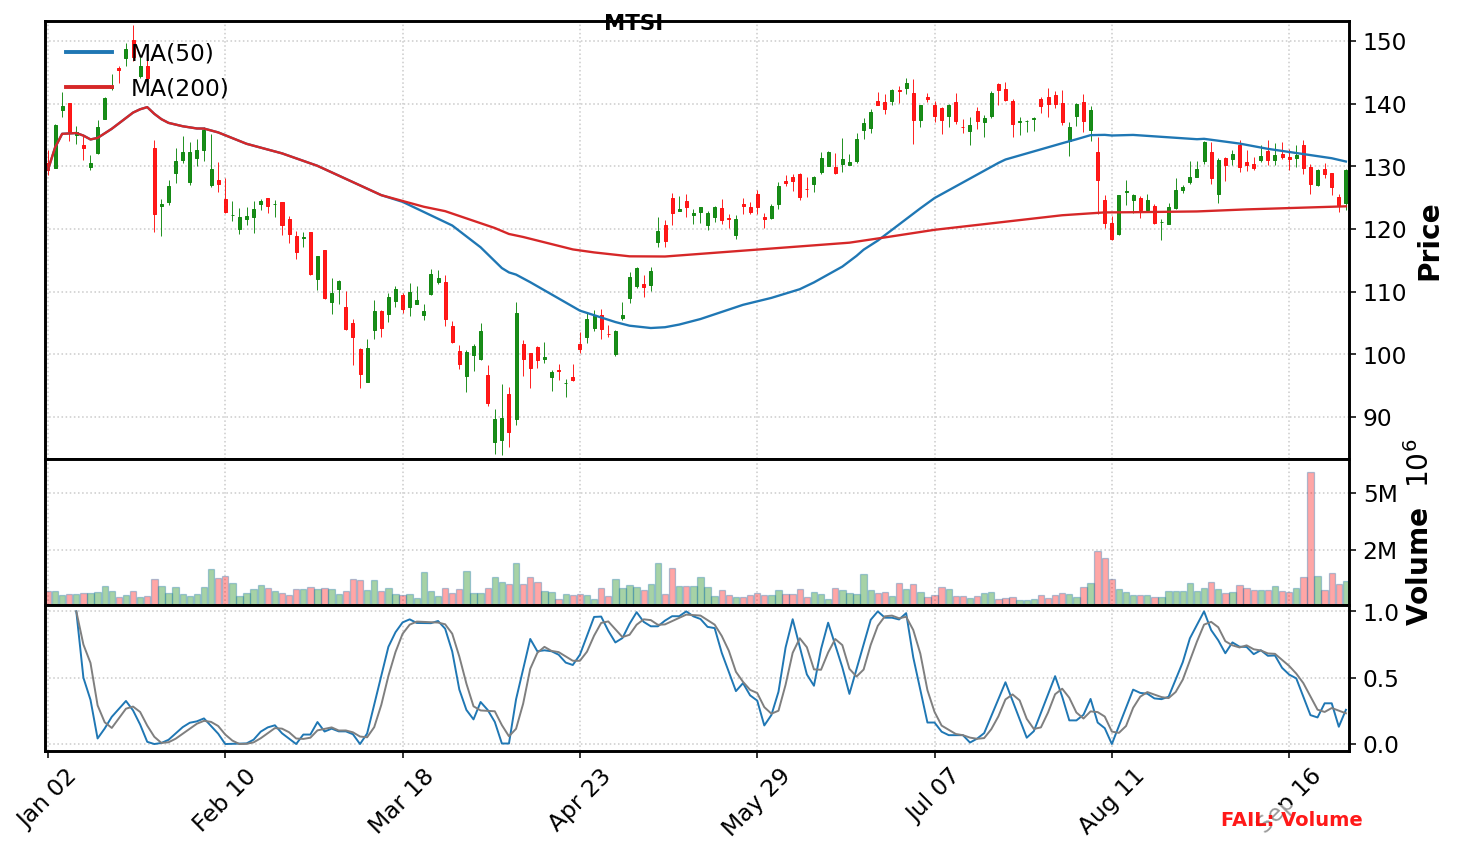 MTSI
MA(50)
MA(200)
150
140
130
120
110
100
90
Price
5M
2M
Volume 10^6
1.0
0.5
0.0
Jan 02
Feb 10
Mar 18
Apr 23
May 29
Jul 07
Aug 11
Sep 16
FAIL: Volume